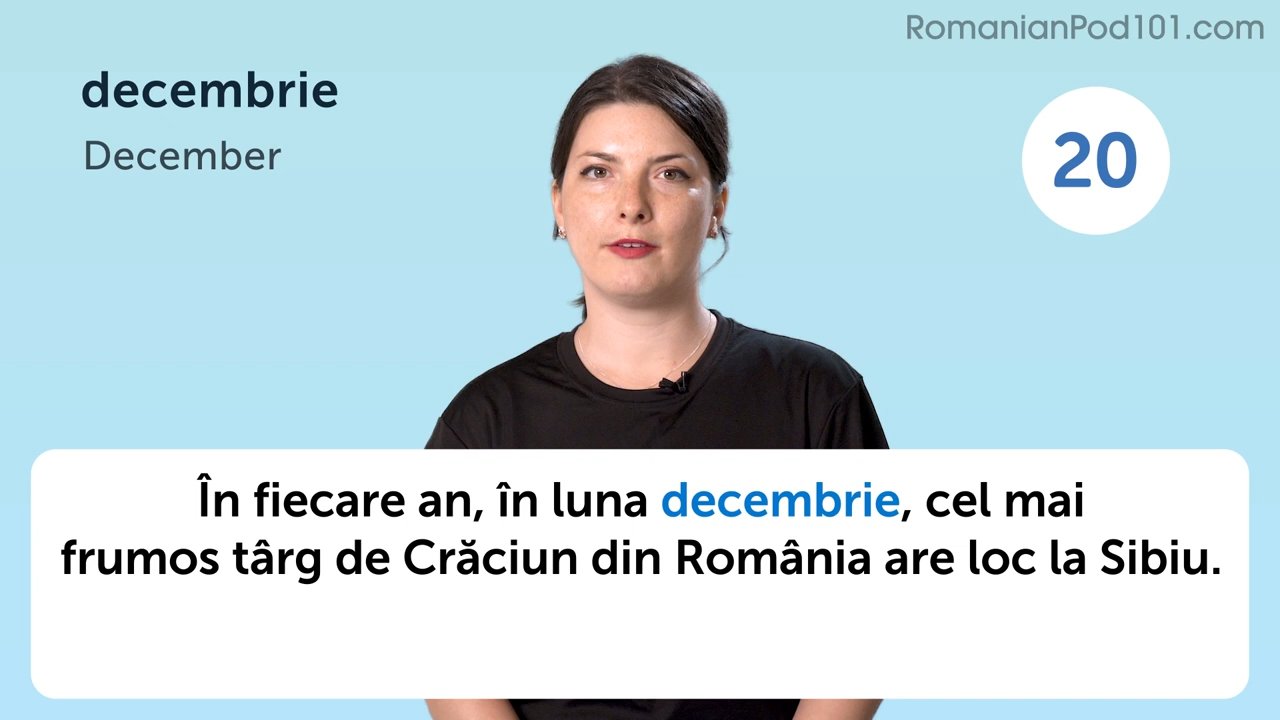 RomanianPod101.com
decembrie
December
20
În fiecare an, în luna decembrie, cel mai
frumos târg de Crăciun din România are loc la Sibiu.